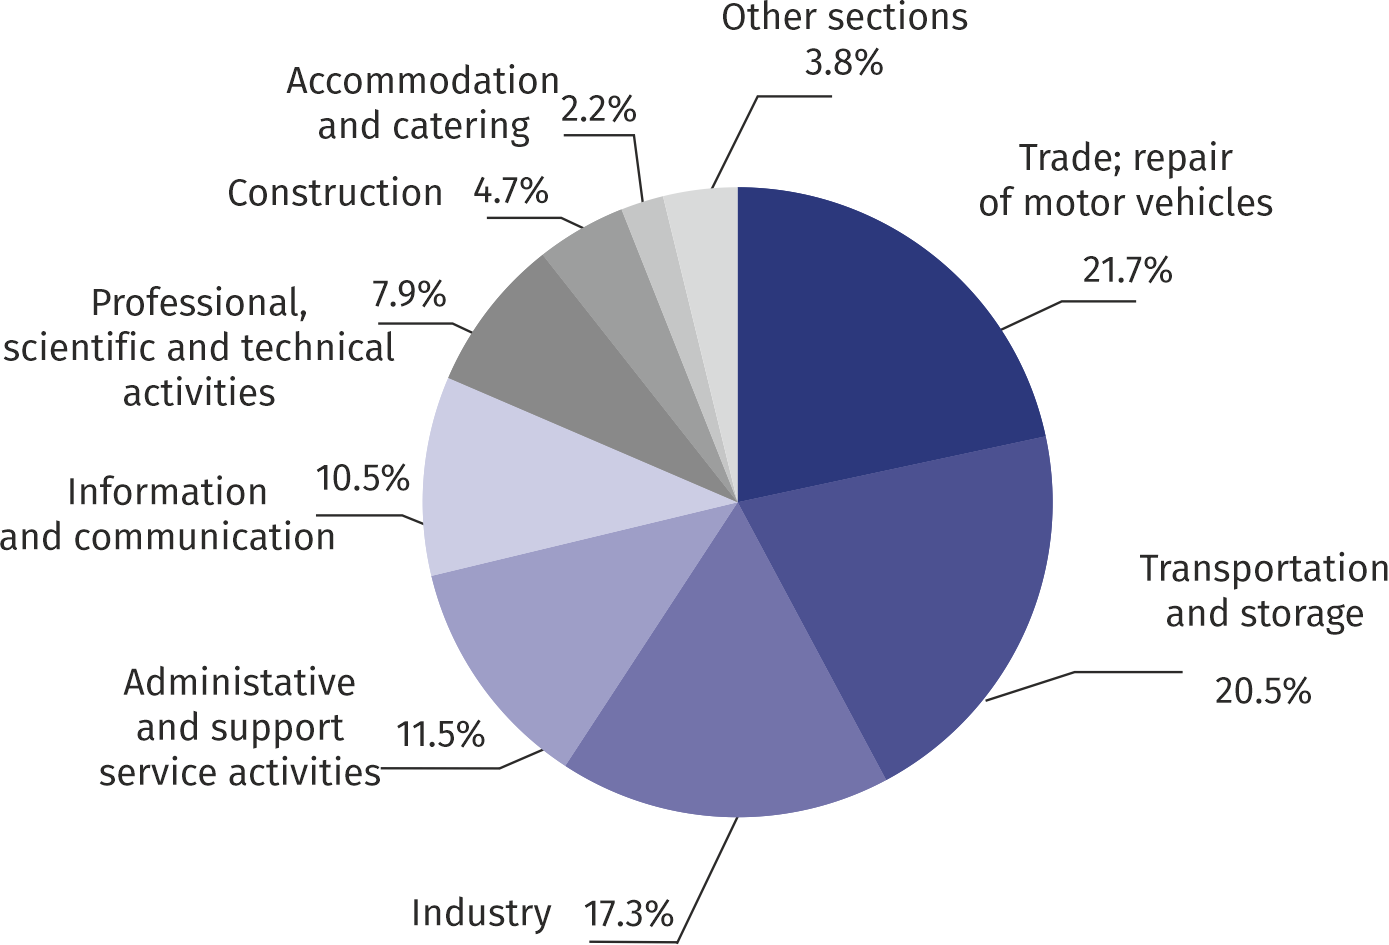 Other sections
3.8%
Accommodation
and catering
2.2%
Trade; repair
of motor vehicles
21.7%
Construction
4.7%
Professional,
scientific and technical
activities
7.9%
Information
and communication
10.5%
Transportation
and storage
20.5%
Administative
and support
service activities
11.5%
Industry
17.3%